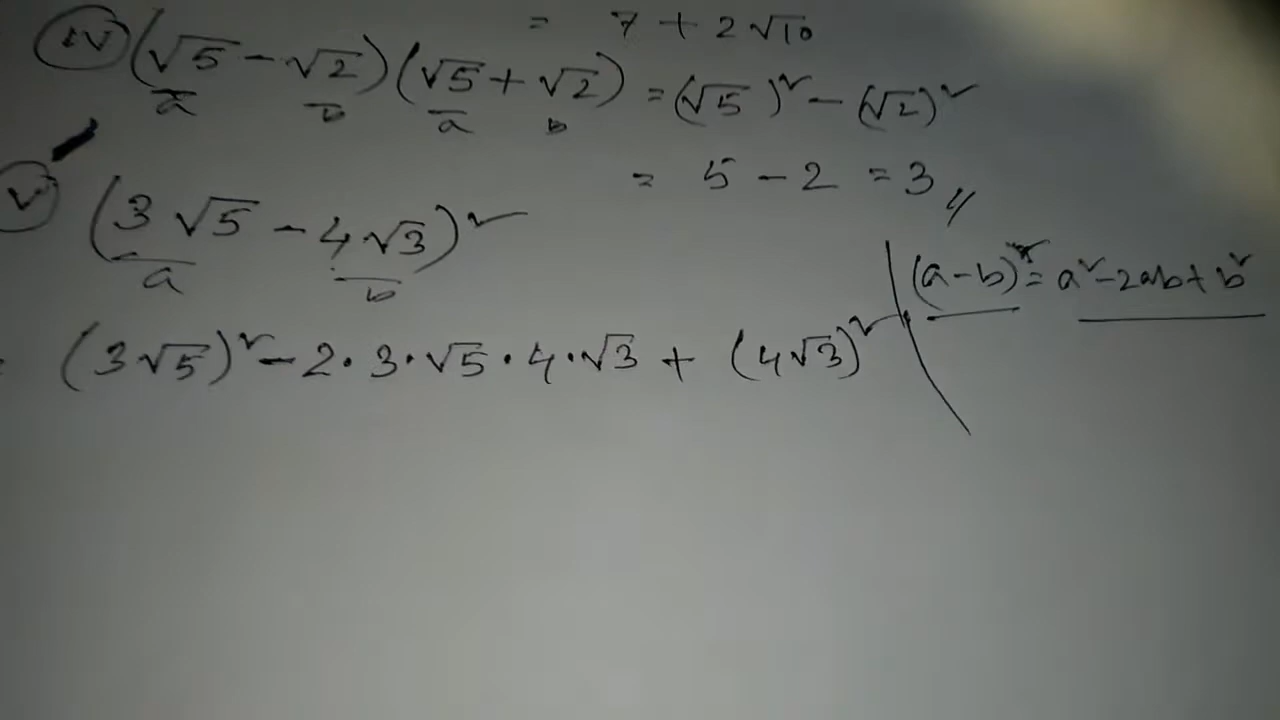 = 7 + 2√10
(iv) (√5 − √2)(√5 + √2) = (√5)² − (√2)²
a b a b
= 5 − 2 = 3 //
(v) (3√5 − 4√3)²
a b
(a − b)² = a² − 2ab + b²
= (3√5)² − 2 · 3 · √5 · 4 · √3 + (4√3)²